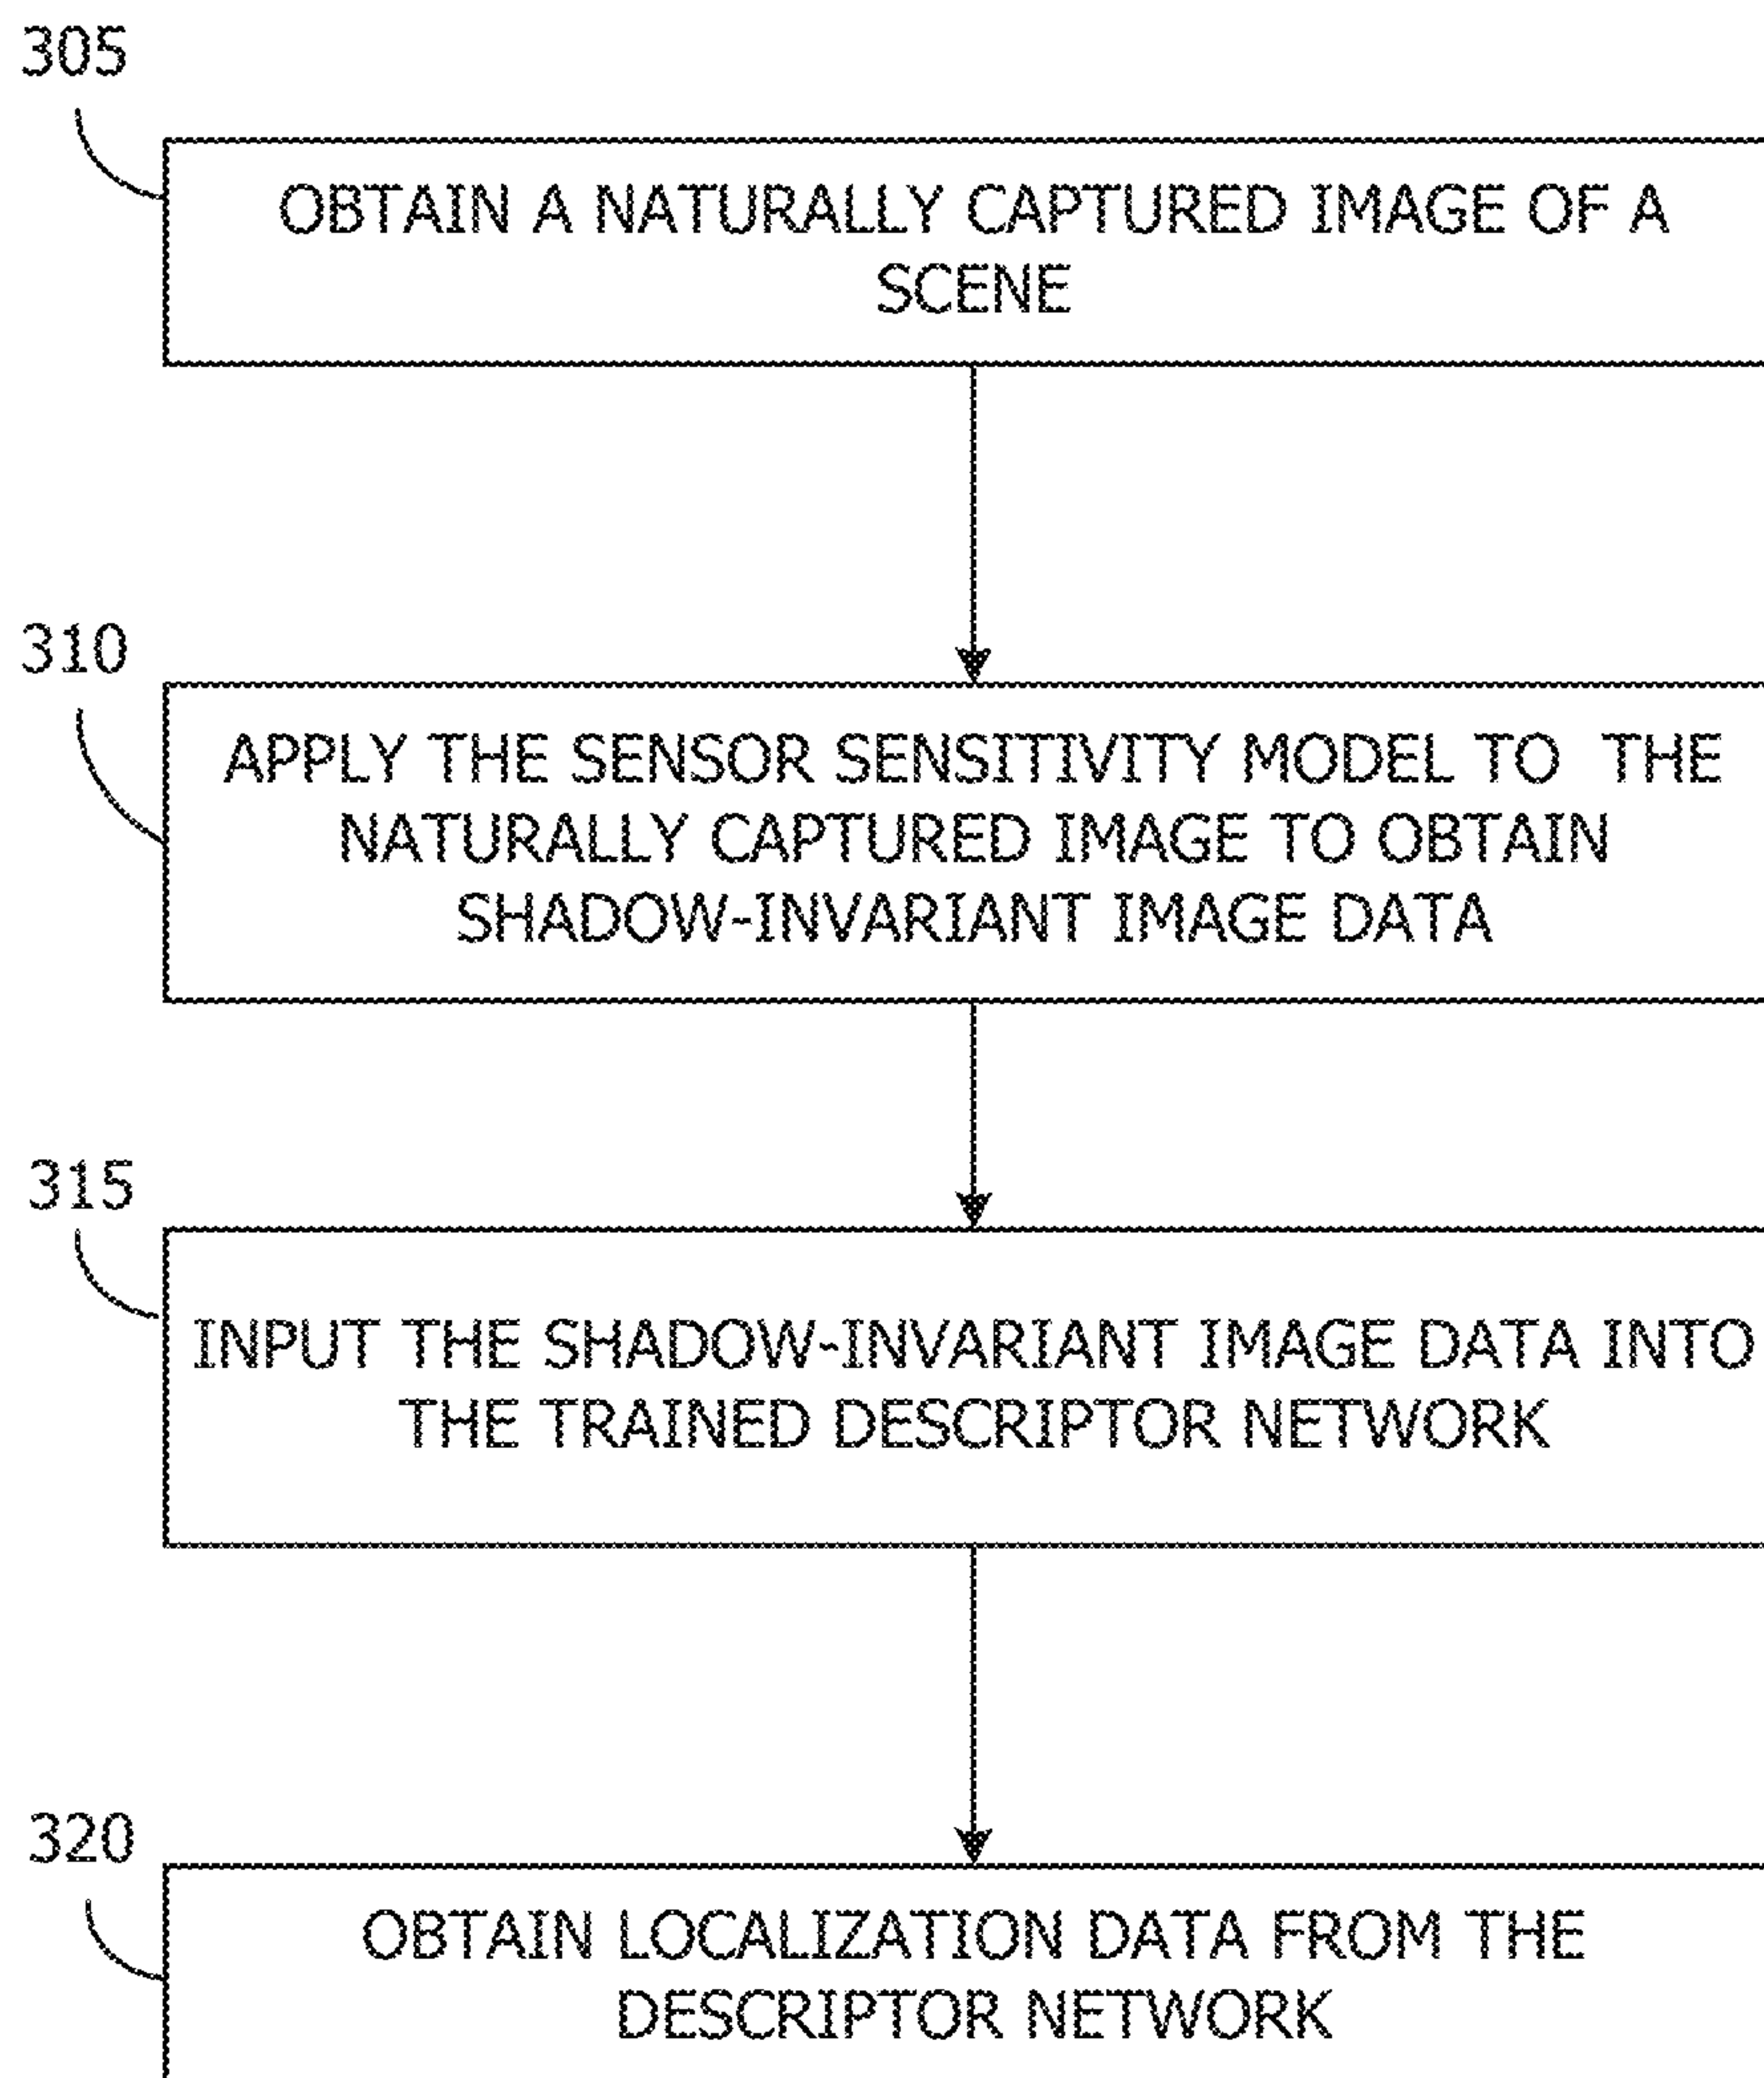 305
OBTAIN A NATURALLY CAPTURED IMAGE OF A
SCENE
310
APPLY THE SENSOR SENSITIVITY MODEL TO THE
NATURALLY CAPTURED IMAGE TO OBTAIN
SHADOW-INVARIANT IMAGE DATA
315
INPUT THE SHADOW-INVARIANT IMAGE DATA INTO
THE TRAINED DESCRIPTOR NETWORK
320
OBTAIN LOCALIZATION DATA FROM THE
DESCRIPTOR NETWORK